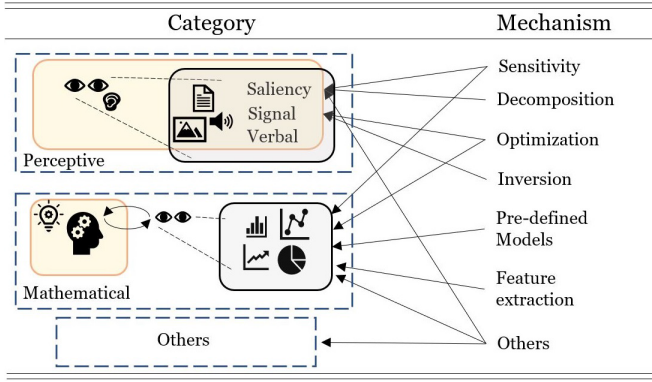 Category
Mechanism
Saliency
Signal
Verbal
Perceptive
Mathematical
Others
Sensitivity
Decomposition
Optimization
Inversion
Pre-defined
Models
Feature
extraction
Others